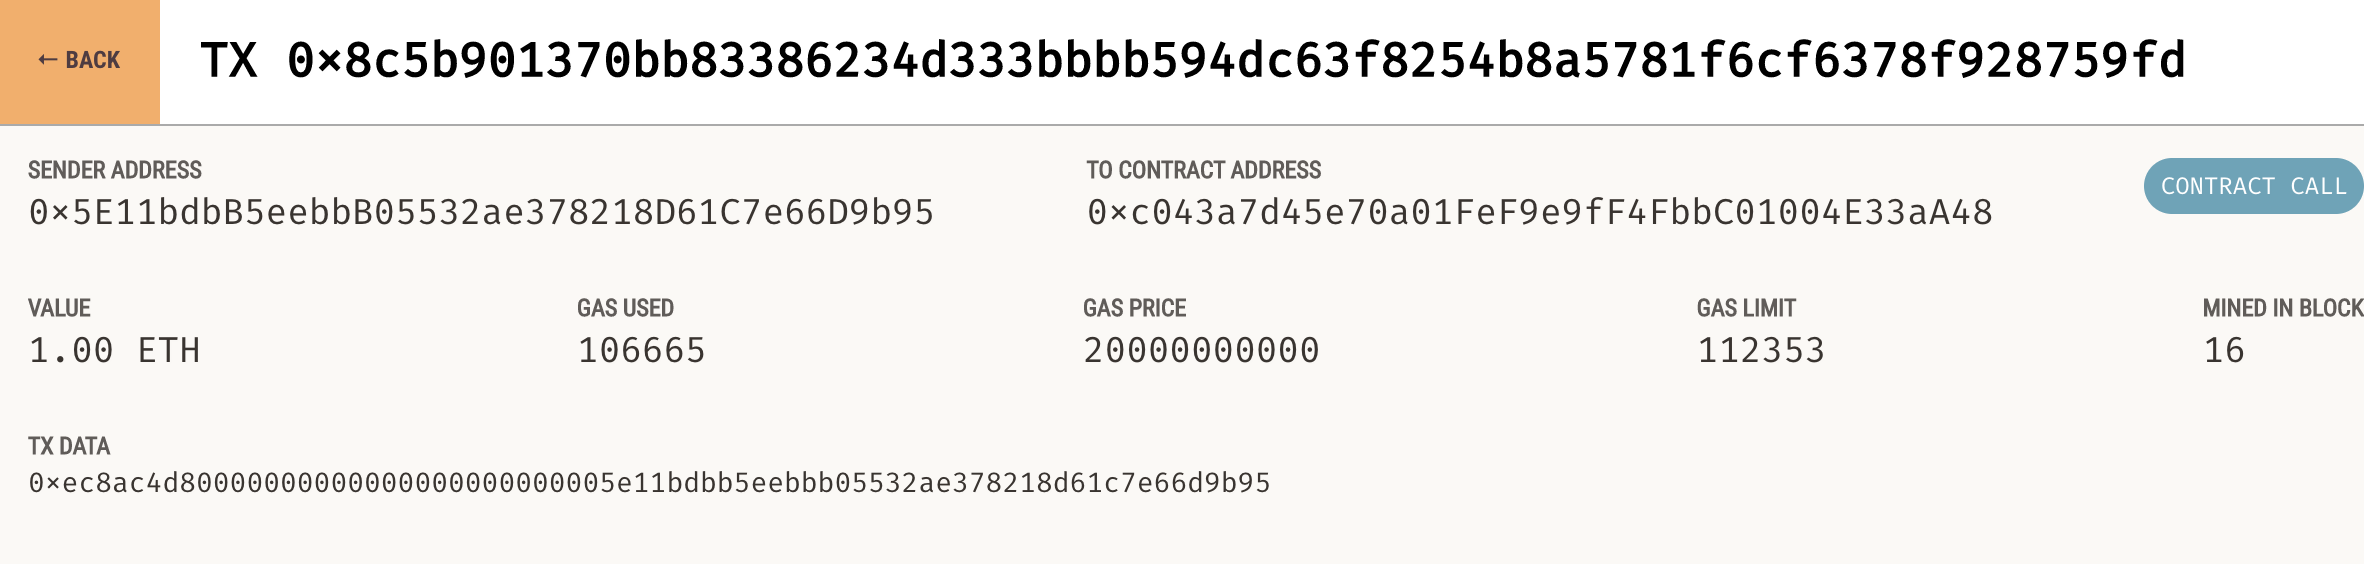 ← BACK
TX 0×8c5b901370bb83386234d333bbbb594dc63f8254b8a5781f6cf6378f928759fd
SENDER ADDRESS
0×5E11bdbB5eebbB05532ae378218D61C7e66D9b95
TO CONTRACT ADDRESS
0×c043a7d45e70a01FeF9e9fF4FbbC01004E33aA48
CONTRACT CALL
VALUE
1.00 ETH
GAS USED
106665
GAS PRICE
20000000000
GAS LIMIT
112353
MINED IN BLOCK
16
TX DATA
0×ec8ac4d80000000000000000000000005e11bdbb5eebbb05532ae378218d61c7e66d9b95